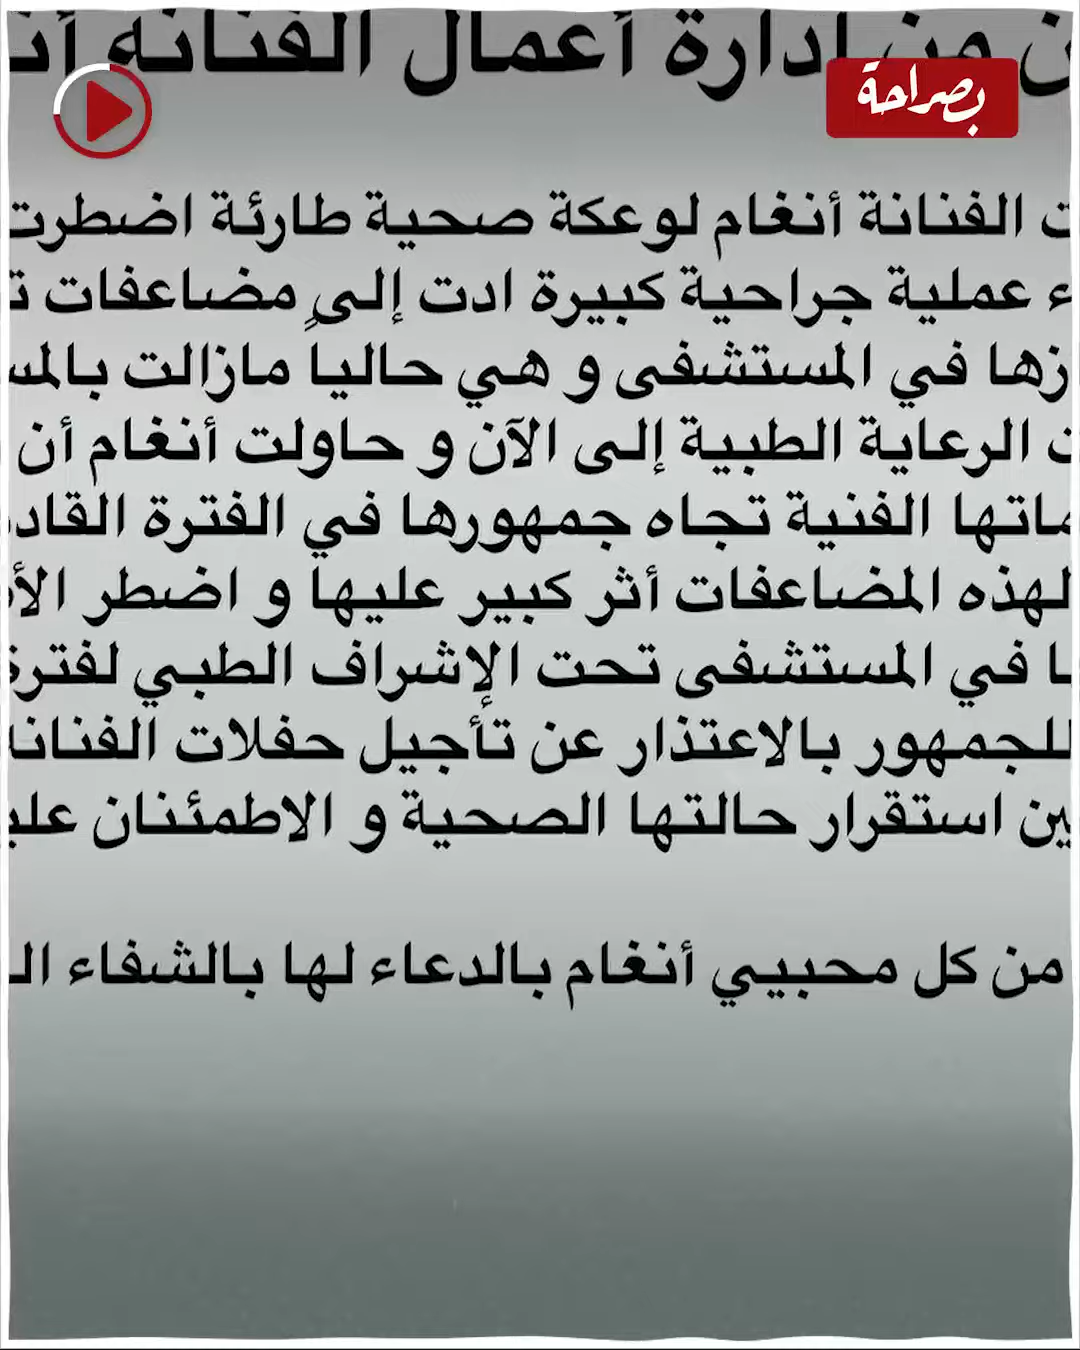 من ادارة أعمال الفنانه
بصراحة
الفنانة أنغام لوعكة صحية طارئة اضطرت
عملية جراحية كبيرة ادت إلى مضاعفات
في المستشفى و هي حالياً مازالت
الرعاية الطبية إلى الآن و حاولت أنغام أن
الفنية تجاه جمهورها في الفترة
لهذه المضاعفات أثر كبير عليها و اضطر
في المستشفى تحت الإشراف الطبي
للجمهور بالاعتذار عن تأجيل حفلات
استقرار حالتها الصحية و الاطمئنان
من كل محبيي أنغام بالدعاء لها بالشفاء